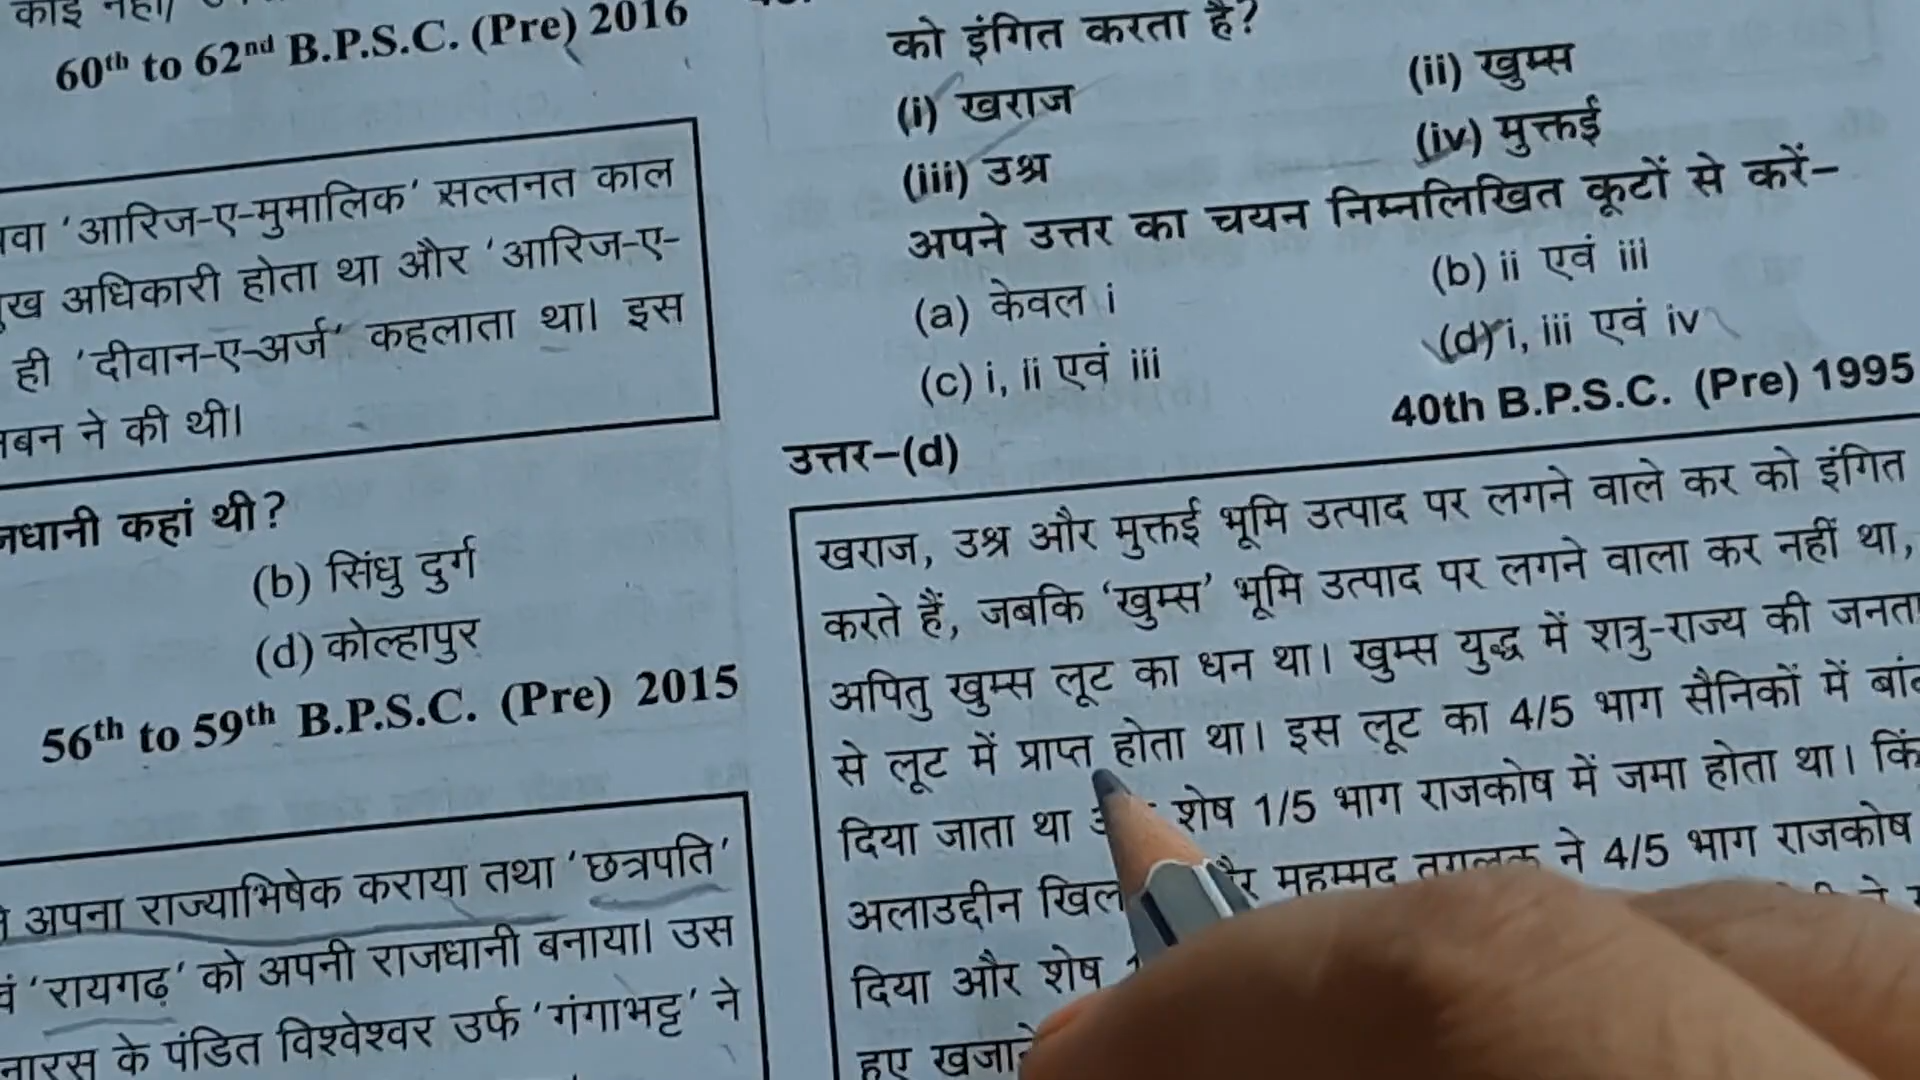 कोई नहीं/
60th to 62nd B.P.S.C. (Pre) 2016
'आरिज-ए-मुमालिक' सल्तनत काल
अधिकारी होता था और 'आरिज-ए-
ही 'दीवान-ए-अर्ज' कहलाता था। इस
ने की थी।
कहां थी?
(b) सिंधु दुर्ग
(d) कोल्हापुर
56th to 59th B.P.S.C. (Pre) 2015
अपना राज्याभिषेक कराया तथा 'छत्रपति'
'रायगढ़' को अपनी राजधानी बनाया। उस
के पंडित विश्वेश्वर उर्फ 'गंगाभट्ट' ने
को इंगित करता है?
(i) खराज (ii) खुम्स
(iii) उश्र (iv) मुक्तई
अपने उत्तर का चयन निम्नलिखित कूटों से करें–
(a) केवल i (b) ii एवं iii
(c) i, ii एवं iii (d) i, iii एवं iv
40th B.P.S.C. (Pre) 1995
उत्तर–(d)
खराज, उश्र और मुक्तई भूमि उत्पाद पर लगने वाले कर को इंगित
करते हैं, जबकि 'खुम्स' भूमि उत्पाद पर लगने वाला कर नहीं था,
अपितु खुम्स लूट का धन था। खुम्स युद्ध में शत्रु-राज्य की जनता
से लूट में प्राप्त होता था। इस लूट का 4/5 भाग सैनिकों में
दिया जाता था शेष 1/5 भाग राजकोष में जमा होता था।
अलाउद्दीन मुहम्मद तुगलक ने 4/5 भाग राजकोष
दिया और शेष
हुए